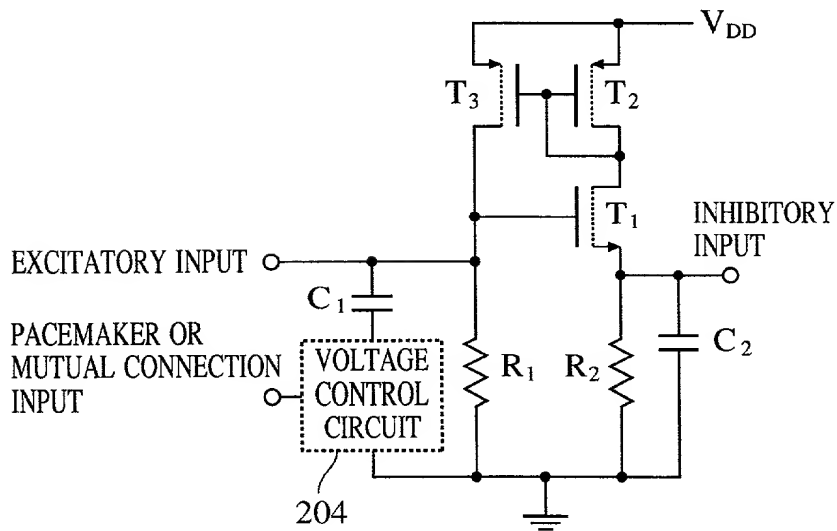 V_DD
T_3
T_2
T_1
INHIBITORY
INPUT
EXCITATORY INPUT
C_1
PACEMAKER OR
MUTUAL CONNECTION
INPUT
VOLTAGE
CONTROL
CIRCUIT
R_1
R_2
C_2
204